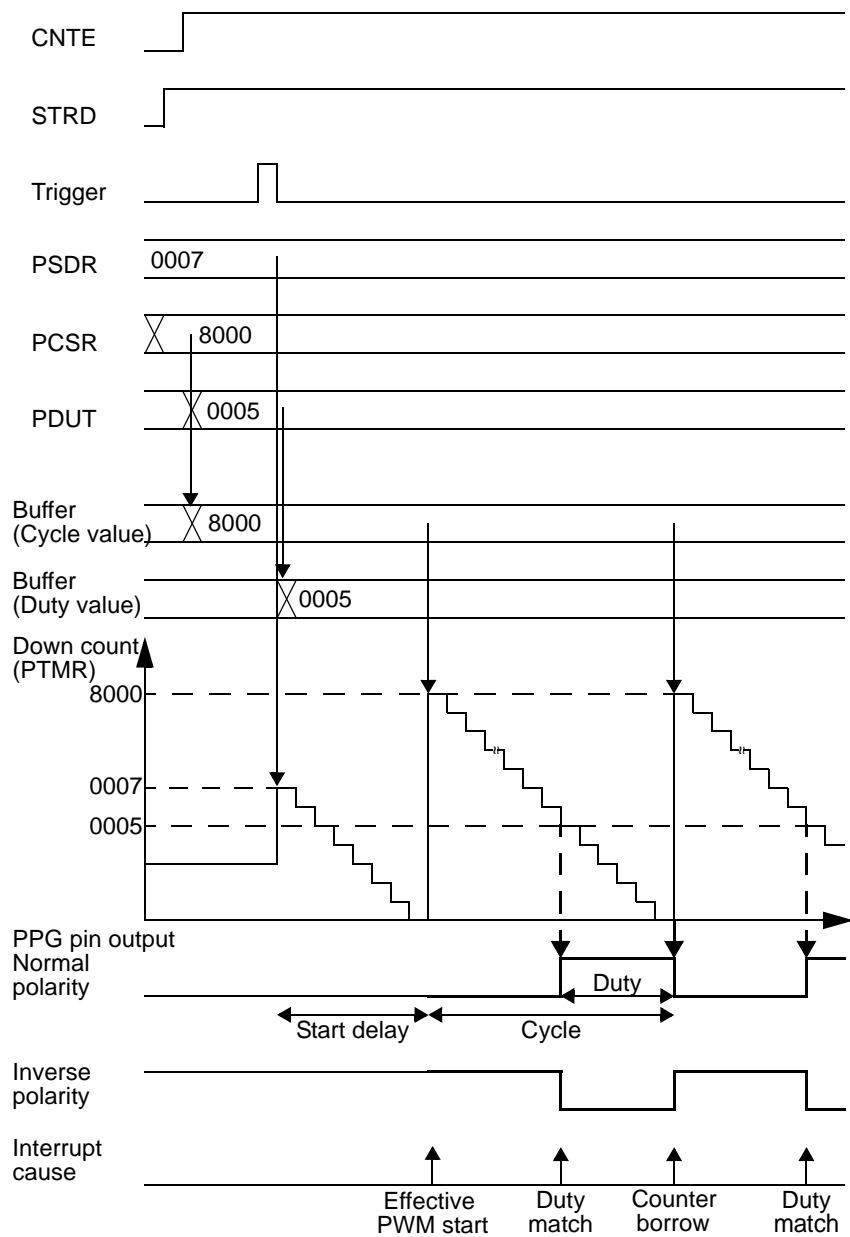 CNTE
STRD
Trigger
PSDR
0007
PCSR
8000
PDUT
0005
Buffer
(Cycle value)
8000
Buffer
(Duty value)
0005
Down count
(PTMR)
8000
0007
0005
PPG pin output
Normal
polarity
Duty
Start delay
Cycle
Inverse
polarity
Interrupt
cause
Effective
PWM start
Duty
match
Counter
borrow
Duty
match